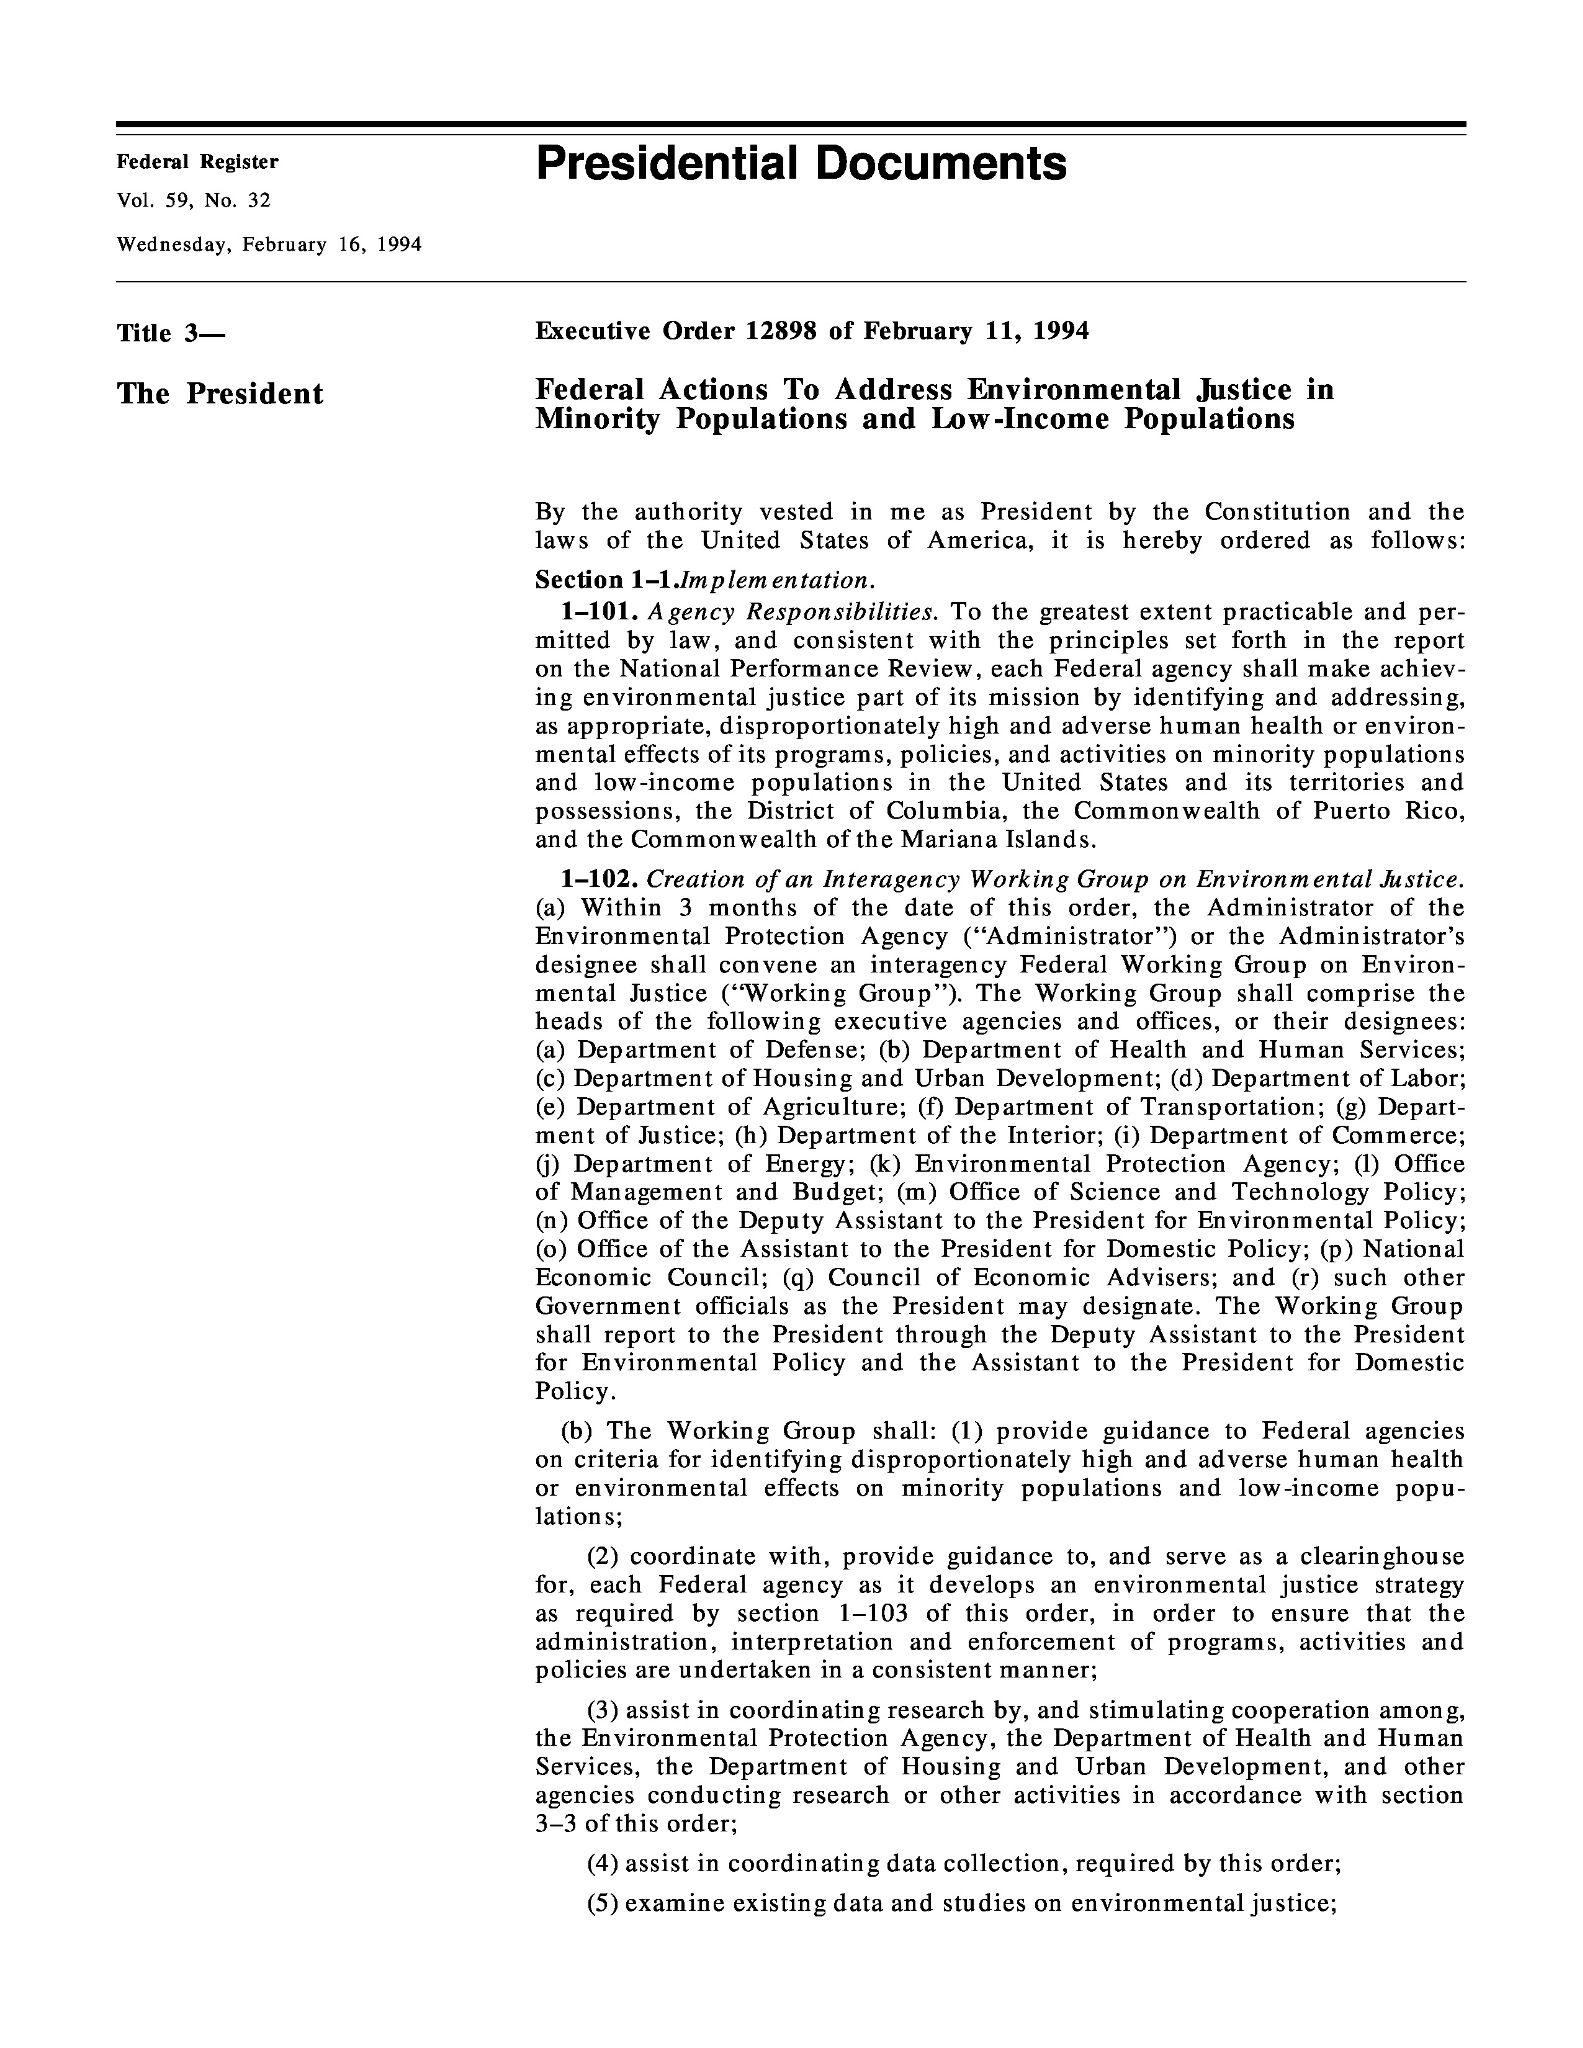 Federal Register
Vol. 59, No. 32
Wednesday, February 16, 1994
Presidential Documents
Title 3—
The President
Executive Order 12898 of February 11, 1994
Federal Actions To Address Environmental Justice in
Minority Populations and Low-Income Populations
By the authority vested in me as President by the Constitution and the
laws of the United States of America, it is hereby ordered as follows:
Section 1–1.Implementation.
1–101. Agency Responsibilities. To the greatest extent practicable and per-
mitted by law, and consistent with the principles set forth in the report
on the National Performance Review, each Federal agency shall make achiev-
ing environmental justice part of its mission by identifying and addressing,
as appropriate, disproportionately high and adverse human health or environ-
mental effects of its programs, policies, and activities on minority populations
and low-income populations in the United States and its territories and
possessions, the District of Columbia, the Commonwealth of Puerto Rico,
and the Commonwealth of the Mariana Islands.
1–102. Creation of an Interagency Working Group on Environmental Justice.
(a) Within 3 months of the date of this order, the Administrator of the
Environmental Protection Agency (‘‘Administrator’’) or the Administrator’s
designee shall convene an interagency Federal Working Group on Environ-
mental Justice (‘‘Working Group’’). The Working Group shall comprise the
heads of the following executive agencies and offices, or their designees:
(a) Department of Defense; (b) Department of Health and Human Services;
(c) Department of Housing and Urban Development; (d) Department of Labor;
(e) Department of Agriculture; (f) Department of Transportation; (g) Depart-
ment of Justice; (h) Department of the Interior; (i) Department of Commerce;
(j) Department of Energy; (k) Environmental Protection Agency; (l) Office
of Management and Budget; (m) Office of Science and Technology Policy;
(n) Office of the Deputy Assistant to the President for Environmental Policy;
(o) Office of the Assistant to the President for Domestic Policy; (p) National
Economic Council; (q) Council of Economic Advisers; and (r) such other
Government officials as the President may designate. The Working Group
shall report to the President through the Deputy Assistant to the President
for Environmental Policy and the Assistant to the President for Domestic
Policy.
(b) The Working Group shall: (1) provide guidance to Federal agencies
on criteria for identifying disproportionately high and adverse human health
or environmental effects on minority populations and low-income popu-
lations;
(2) coordinate with, provide guidance to, and serve as a clearinghouse
for, each Federal agency as it develops an environmental justice strategy
as required by section 1–103 of this order, in order to ensure that the
administration, interpretation and enforcement of programs, activities and
policies are undertaken in a consistent manner;
(3) assist in coordinating research by, and stimulating cooperation among,
the Environmental Protection Agency, the Department of Health and Human
Services, the Department of Housing and Urban Development, and other
agencies conducting research or other activities in accordance with section
3–3 of this order;
(4) assist in coordinating data collection, required by this order;
(5) examine existing data and studies on environmental justice;